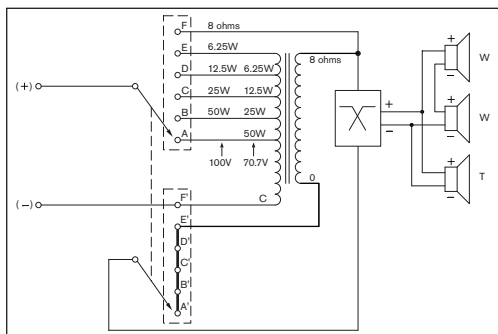 F 8 ohms
E 6.25W 8 ohms
D 12.5W 6.25W
C 25W 12.5W
B 50W 25W
A 50W
100V 70.7V
(+)
+
−
+
−
W
+
−
W
+
−
T
0
C
(−)
F'
E'
D'
C'
B'
A'